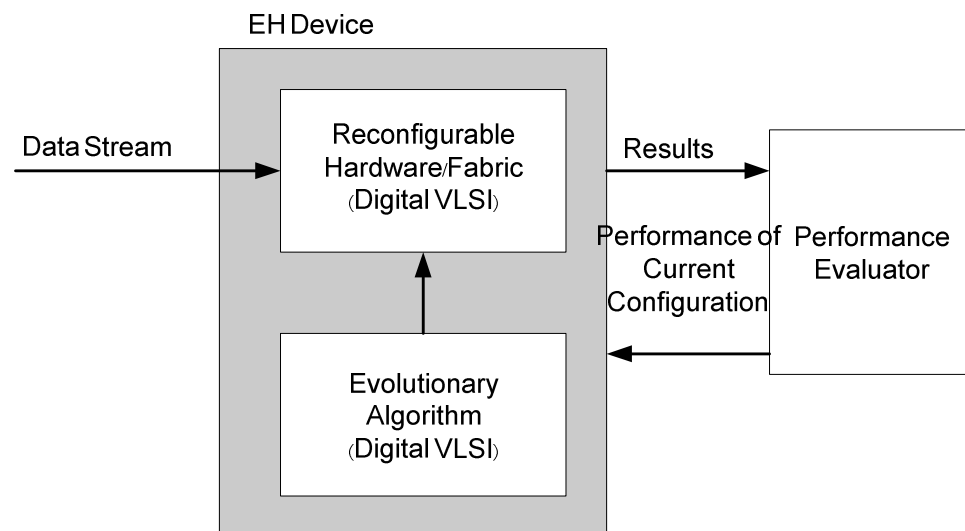 EH Device
Data Stream
Reconfigurable
Hardware/Fabric
(Digital VLSI)
Results
Performance of
Current
Configuration
Performance
Evaluator
Evolutionary
Algorithm
(Digital VLSI)